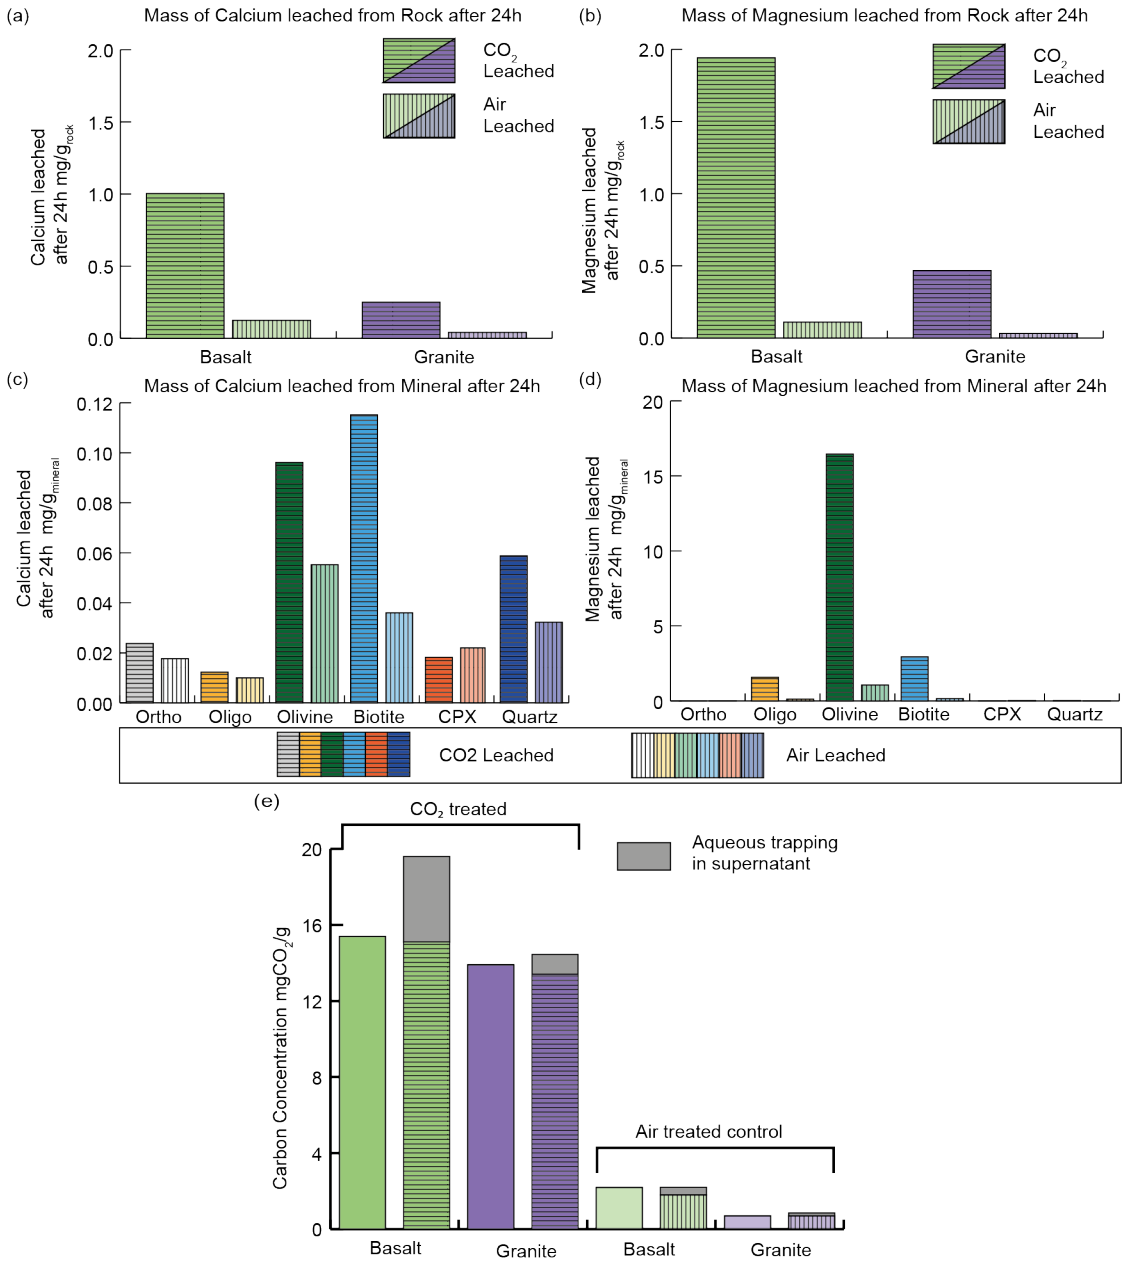 (a)
Mass of Calcium leached from Rock after 24h
CO₂
Leached
Air
Leached
Calcium leached
after 24h mg/g_rock
2.0
1.5
1.0
0.5
0.0
Basalt
Granite
(b)
Mass of Magnesium leached from Rock after 24h
CO₂
Leached
Air
Leached
Magnesium leached
after 24h mg/g_rock
2.0
1.5
1.0
0.5
0.0
Basalt
Granite
(c)
Mass of Calcium leached from Mineral after 24h
Calcium leached
after 24h mg/g_mineral
0.12
0.10
0.08
0.06
0.04
0.02
0.00
Ortho
Oligo
Olivine
Biotite
CPX
Quartz
(d)
Mass of Magnesium leached from Mineral after 24h
Magnesium leached
after 24h mg/g_mineral
20
15
10
5
0
Ortho
Oligo
Olivine
Biotite
CPX
Quartz
CO2 Leached
Air Leached
(e)
CO₂ treated
Aqueous trapping
in supernatant
Carbon Concentration mgCO₂/g
20
16
12
8
4
0
Air treated control
Basalt
Granite
Basalt
Granite